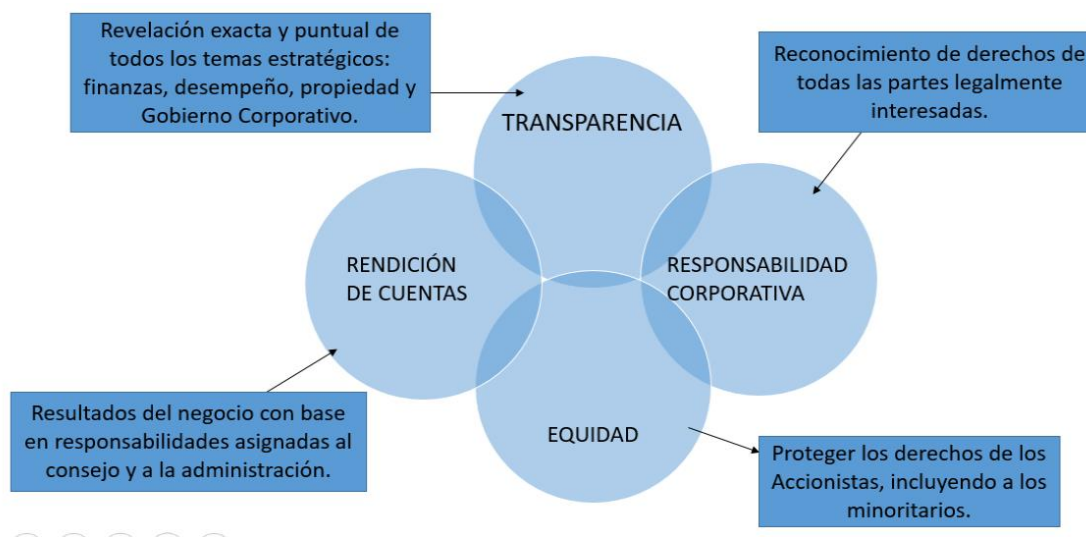 Revelación exacta y puntual de
todos los temas estratégicos:
finanzas, desempeño, propiedad y
Gobierno Corporativo.
Reconocimiento de derechos de
todas las partes legalmente
interesadas.
TRANSPARENCIA
RENDICIÓN
DE CUENTAS
RESPONSABILIDAD
CORPORATIVA
EQUIDAD
Resultados del negocio con base
en responsabilidades asignadas al
consejo y a la administración.
Proteger los derechos de los
Accionistas, incluyendo a los
minoritarios.